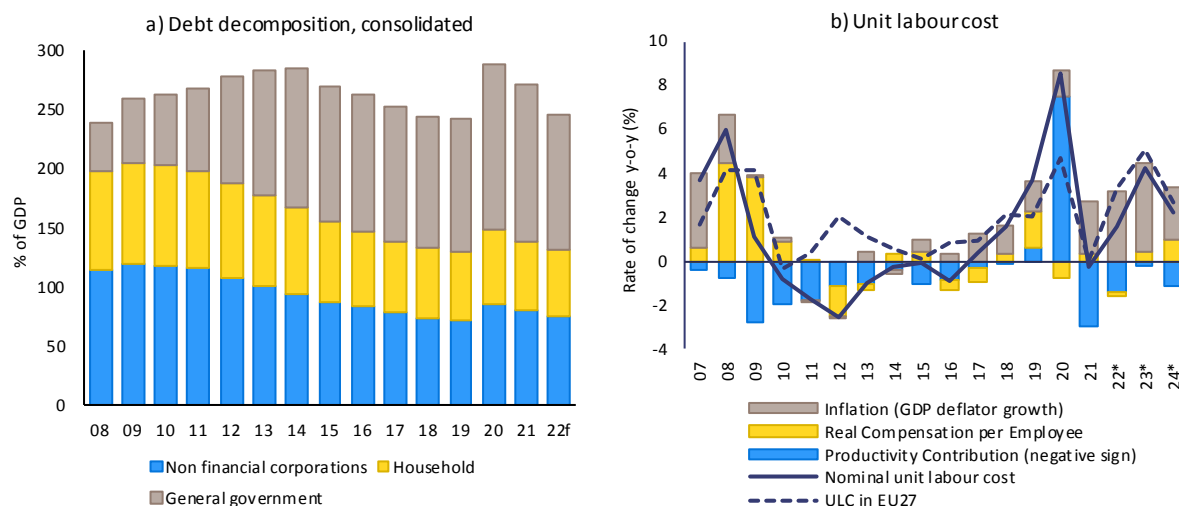 a) Debt decomposition, consolidated
% of GDP
300
250
200
150
100
50
0
08 09 10 11 12 13 14 15 16 17 18 19 20 21 22f
Non financial corporations
Household
General government
b) Unit labour cost
Rate of change y-o-y (%)
10
8
6
4
2
0
-2
-4
07 08 09 10 11 12 13 14 15 16 17 18 19 20 21 22* 23* 24*
Inflation (GDP deflator growth)
Real Compensation per Employee
Productivity Contribution (negative sign)
Nominal unit labour cost
ULC in EU27